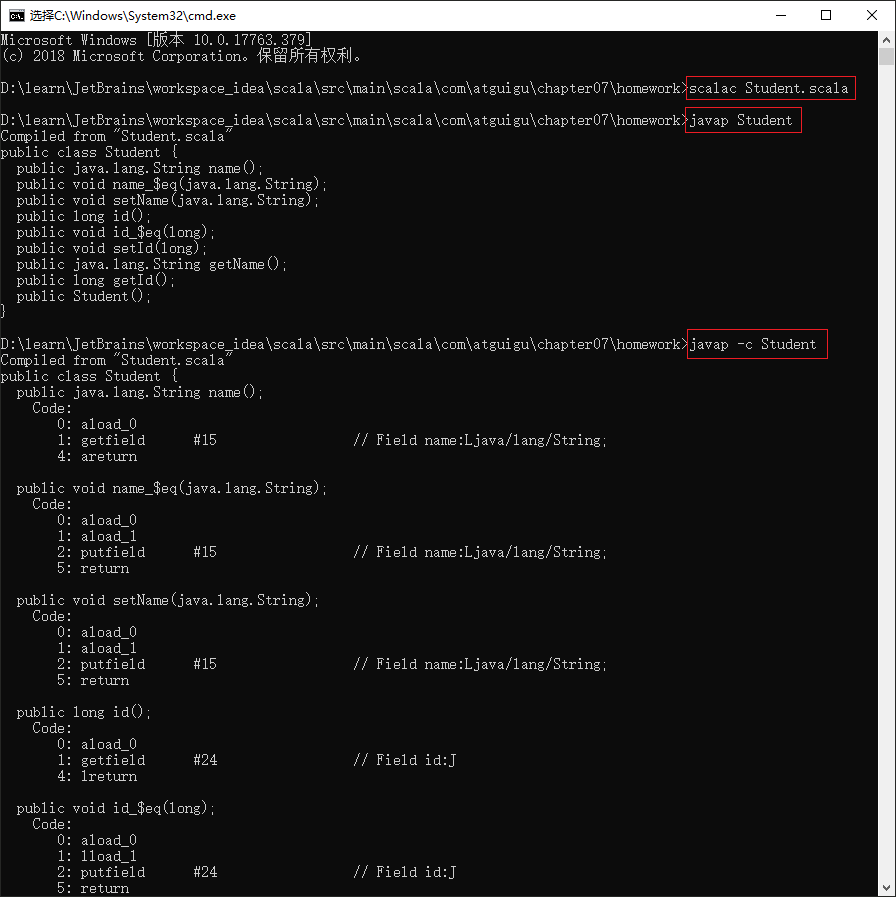 选择C:\Windows\System32\cmd.exe
Microsoft Windows [版本 10.0.17763.379]
(c) 2018 Microsoft Corporation。保留所有权利。
D:\learn\JetBrains\workspace_idea\scala\src\main\scala\com\atguigu\chapter07\homework>scalac Student.scala
D:\learn\JetBrains\workspace_idea\scala\src\main\scala\com\atguigu\chapter07\homework>javap Student
Compiled from "Student.scala"
public class Student {
  public java.lang.String name();
  public void name_$eq(java.lang.String);
  public void setName(java.lang.String);
  public long id();
  public void id_$eq(long);
  public void setId(long);
  public java.lang.String getName();
  public long getId();
  public Student();
}
D:\learn\JetBrains\workspace_idea\scala\src\main\scala\com\atguigu\chapter07\homework>javap -c Student
Compiled from "Student.scala"
public class Student {
  public java.lang.String name();
    Code:
       0: aload_0
       1: getfield      #15                 // Field name:Ljava/lang/String;
       4: areturn
  public void name_$eq(java.lang.String);
    Code:
       0: aload_0
       1: aload_1
       2: putfield      #15                 // Field name:Ljava/lang/String;
       5: return
  public void setName(java.lang.String);
    Code:
       0: aload_0
       1: aload_1
       2: putfield      #15                 // Field name:Ljava/lang/String;
       5: return
  public long id();
    Code:
       0: aload_0
       1: getfield      #24                 // Field id:J
       4: lreturn
  public void id_$eq(long);
    Code:
       0: aload_0
       1: lload_1
       2: putfield      #24                 // Field id:J
       5: return